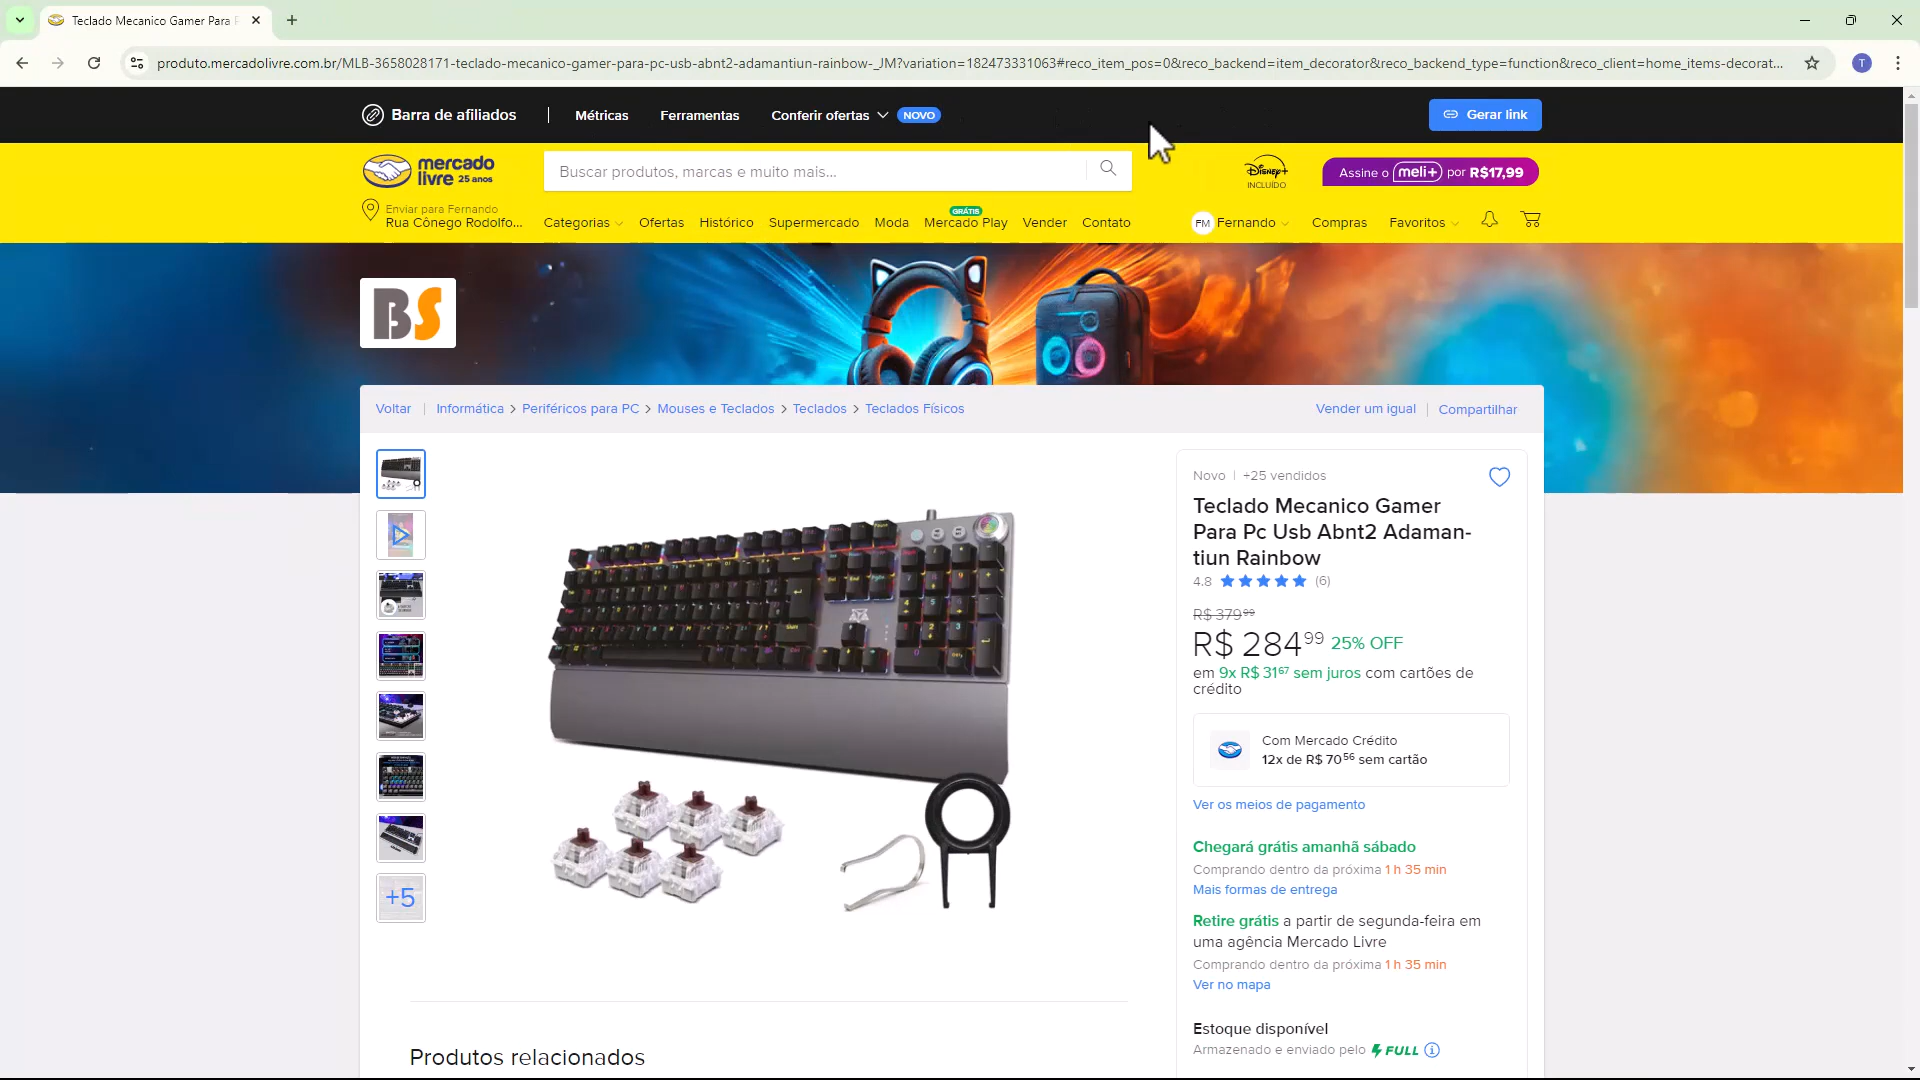 Teclado Mecanico Gamer Para P
produto.mercadolivre.com.br/MLB-3658028171-teclado-mecanico-gamer-para-pc-usb-abnt2-adamantiun-rainbow-_JM?variation=182473331063#reco_item_pos=0&reco_backend=item_decorator&reco_backend_type=function&reco_client=home_items-decorat...
T
Barra de afiliados
Métricas
Ferramentas
Conferir ofertas
NOVO
Gerar link
mercado
livre 25 anos
Buscar produtos, marcas e muito mais...
Disney+
INCLUÍDO
Assine o meli+ por R$17,99
Enviar para Fernando
Rua Cônego Rodolfo...
Categorias
Ofertas
Histórico
Supermercado
Moda
GRÁTIS
Mercado Play
Vender
Contato
FM
Fernando
Compras
Favoritos
BS
Voltar
Informática
Periféricos para PC
Mouses e Teclados
Teclados
Teclados Físicos
Vender um igual
Compartilhar
Novo | +25 vendidos
Teclado Mecanico Gamer
Para Pc Usb Abnt2 Adaman-
tiun Rainbow
4.8 (6)
R$ 379 99
R$ 284 99 25% OFF
em 9x R$ 31 67 sem juros com cartões de
crédito
Com Mercado Crédito
12x de R$ 70 56 sem cartão
Ver os meios de pagamento
Chegará grátis amanhã sábado
Comprando dentro da próxima 1 h 35 min
Mais formas de entrega
Retire grátis a partir de segunda-feira em
uma agência Mercado Livre
Comprando dentro da próxima 1 h 35 min
Ver no mapa
Estoque disponível
Armazenado e enviado pelo FULL
+5
Produtos relacionados